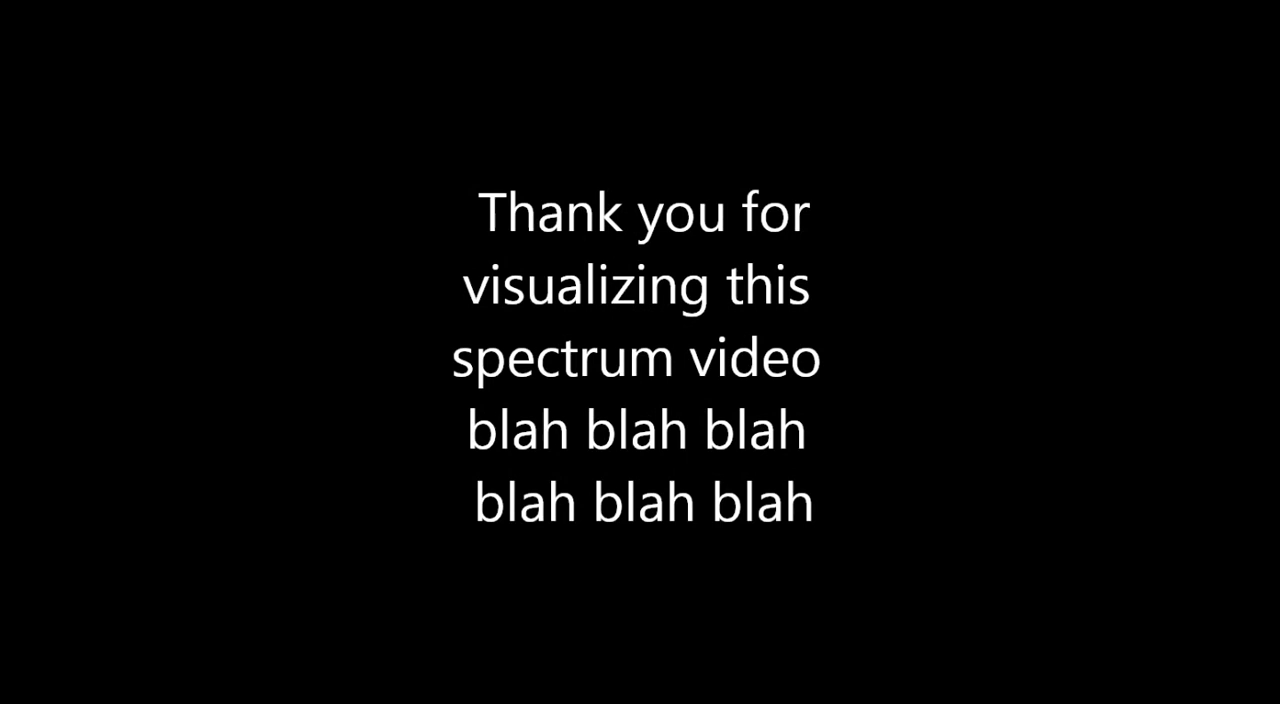 Thank you for
visualizing this
spectrum video
blah blah blah
blah blah blah